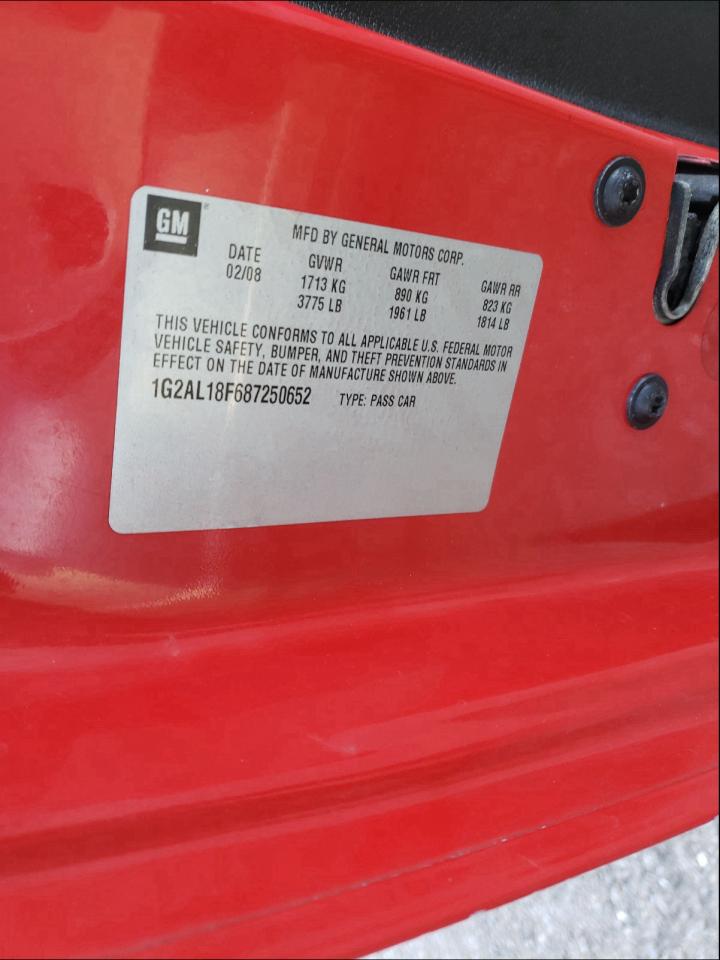 GM
MFD BY GENERAL MOTORS CORP.
DATE GVWR GAWR FRT GAWR RR
02/08 1713 KG 890 KG 823 KG
3775 LB 1961 LB 1814 LB
THIS VEHICLE CONFORMS TO ALL APPLICABLE U.S. FEDERAL MOTOR
VEHICLE SAFETY, BUMPER, AND THEFT PREVENTION STANDARDS IN
EFFECT ON THE DATE OF MANUFACTURE SHOWN ABOVE.
1G2AL18F687250652 TYPE: PASS CAR